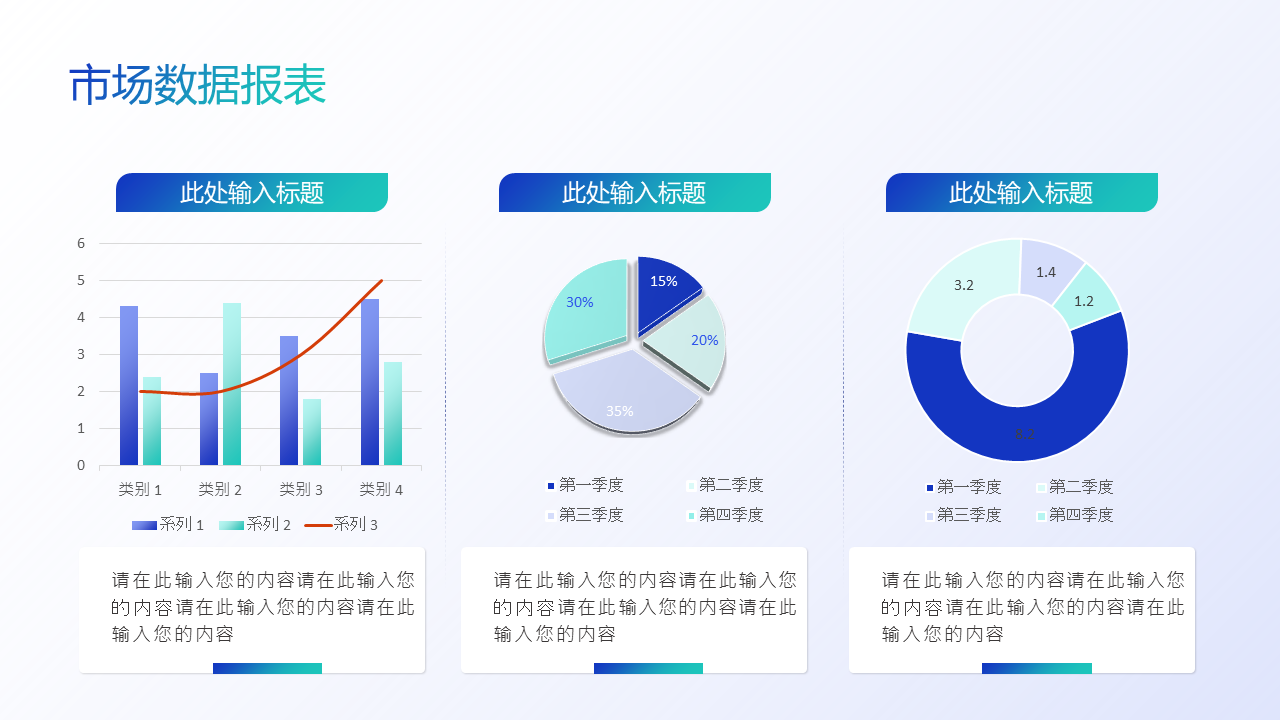 市场数据报表
此处输入标题
6
5
4
3
2
1
0
类别 1 类别 2 类别 3 类别 4
系列 1 系列 2 系列 3
请在此输入您的内容请在此输入您
的内容请在此输入您的内容请在此
输入您的内容
此处输入标题
15%
30%
20%
35%
第一季度 第二季度
第三季度 第四季度
请在此输入您的内容请在此输入您
的内容请在此输入您的内容请在此
输入您的内容
此处输入标题
1.4
3.2
1.2
8.2
第一季度 第二季度
第三季度 第四季度
请在此输入您的内容请在此输入您
的内容请在此输入您的内容请在此
输入您的内容